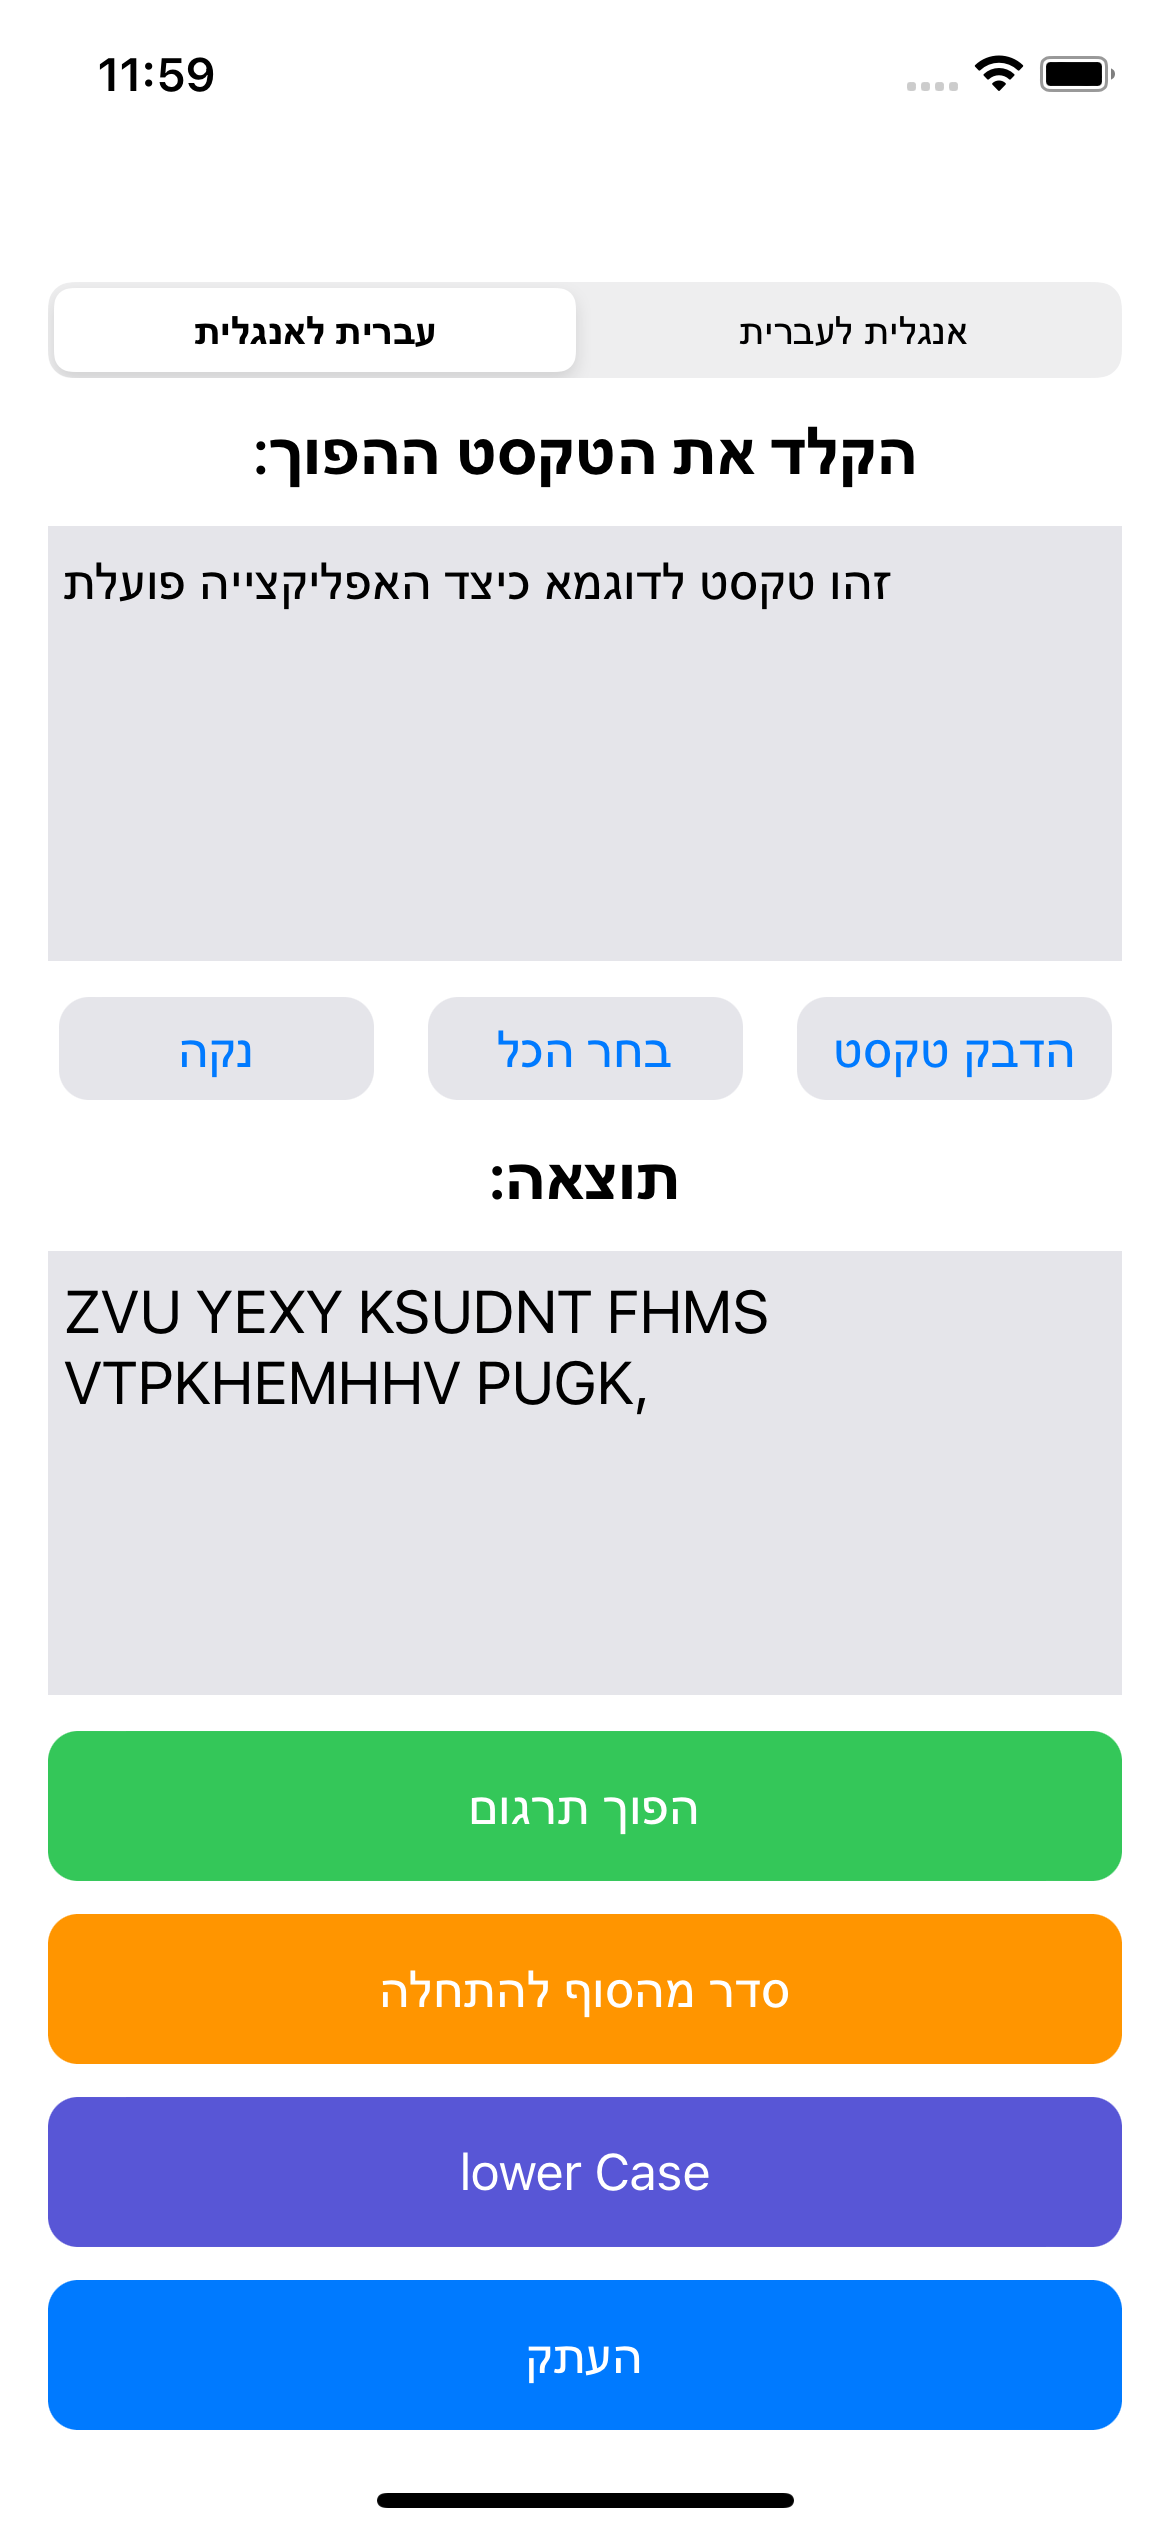 11:59
אנגלית לעברית
עברית לאנגלית
הקלד את הטקסט ההפוך:
זהו טקסט לדוגמא כיצד האפליקצייה פועלת
הדבק טקסט
בחר הכל
נקה
תוצאה:
ZVU YEXY KSUDNT FHMS
VTPKHEMHHV PUGK,
הפוך תרגום
סדר מהסוף להתחלה
lower Case
העתק